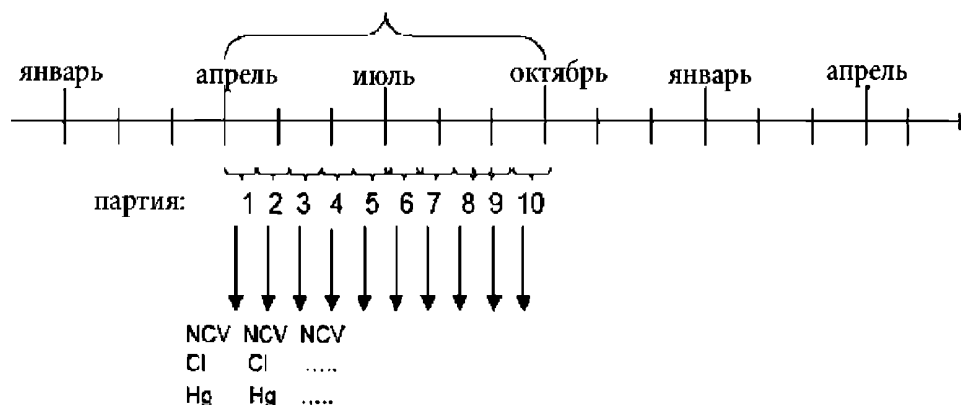 январь апрель июль октябрь январь апрель
партия: 1 2 3 4 5 6 7 8 9 10
NCV NCV NCV
Cl Cl .....
Hg Hg .....